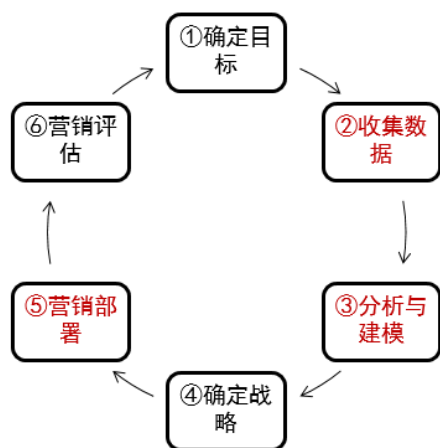 ①确定目
标
②收集数
据
③分析与
建模
④确定战
略
⑤营销部
署
⑥营销评
估